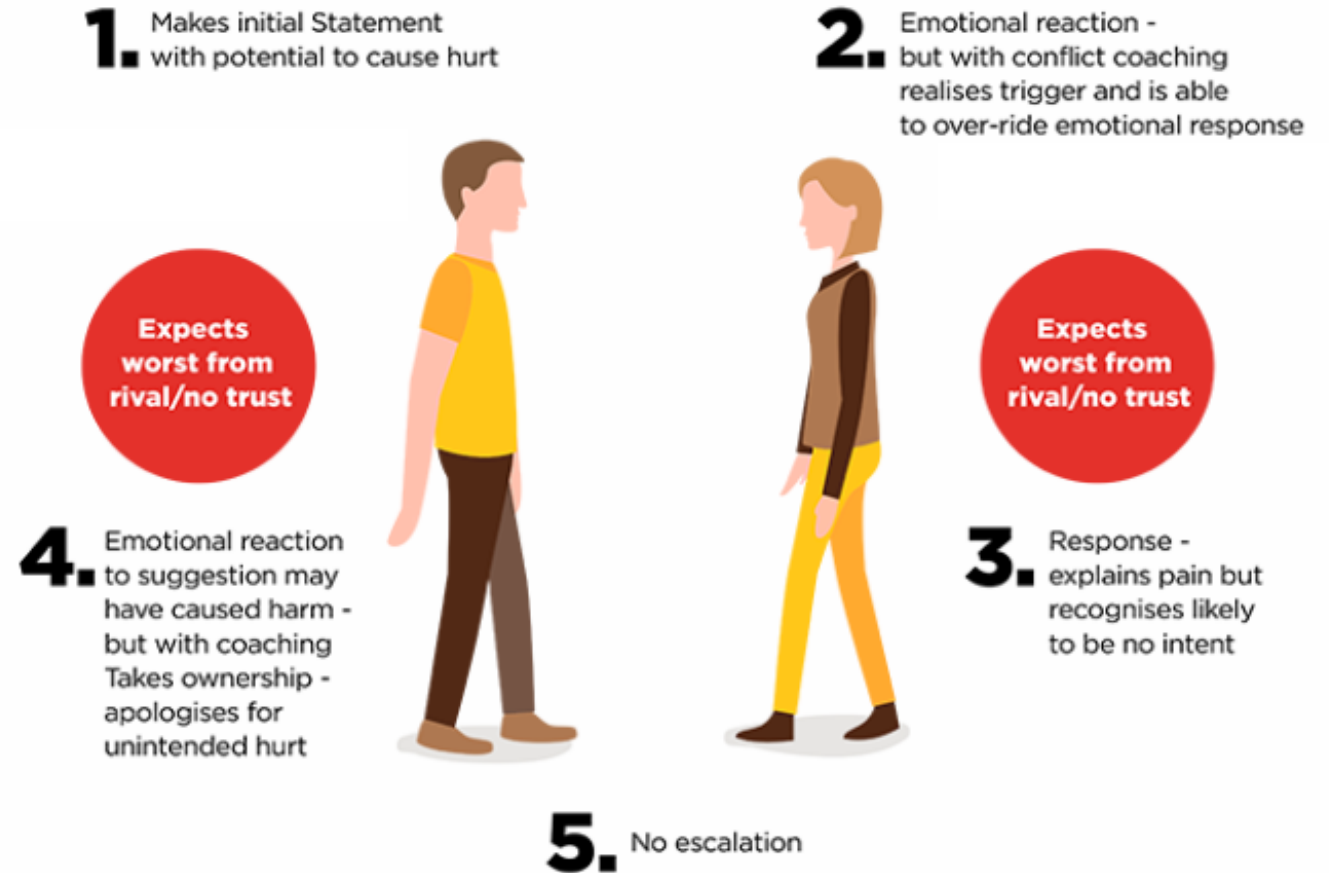 1. Makes initial Statement
with potential to cause hurt
2. Emotional reaction -
but with conflict coaching
realises trigger and is able
to over-ride emotional response
Expects
worst from
rival/no trust
Expects
worst from
rival/no trust
3. Response -
explains pain but
recognises likely
to be no intent
4. Emotional reaction
to suggestion may
have caused harm -
but with coaching
Takes ownership -
apologises for
unintended hurt
5. No escalation